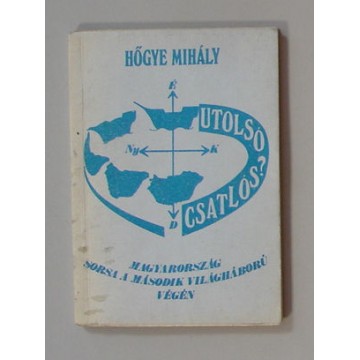 HŐGYE MIHÁLY
É
UTOLSÓ
Ny K
CSATLÓS?
D
MAGYARORSZÁG
SORSA A MÁSODIK VILÁGHÁBORÚ
VÉGÉN